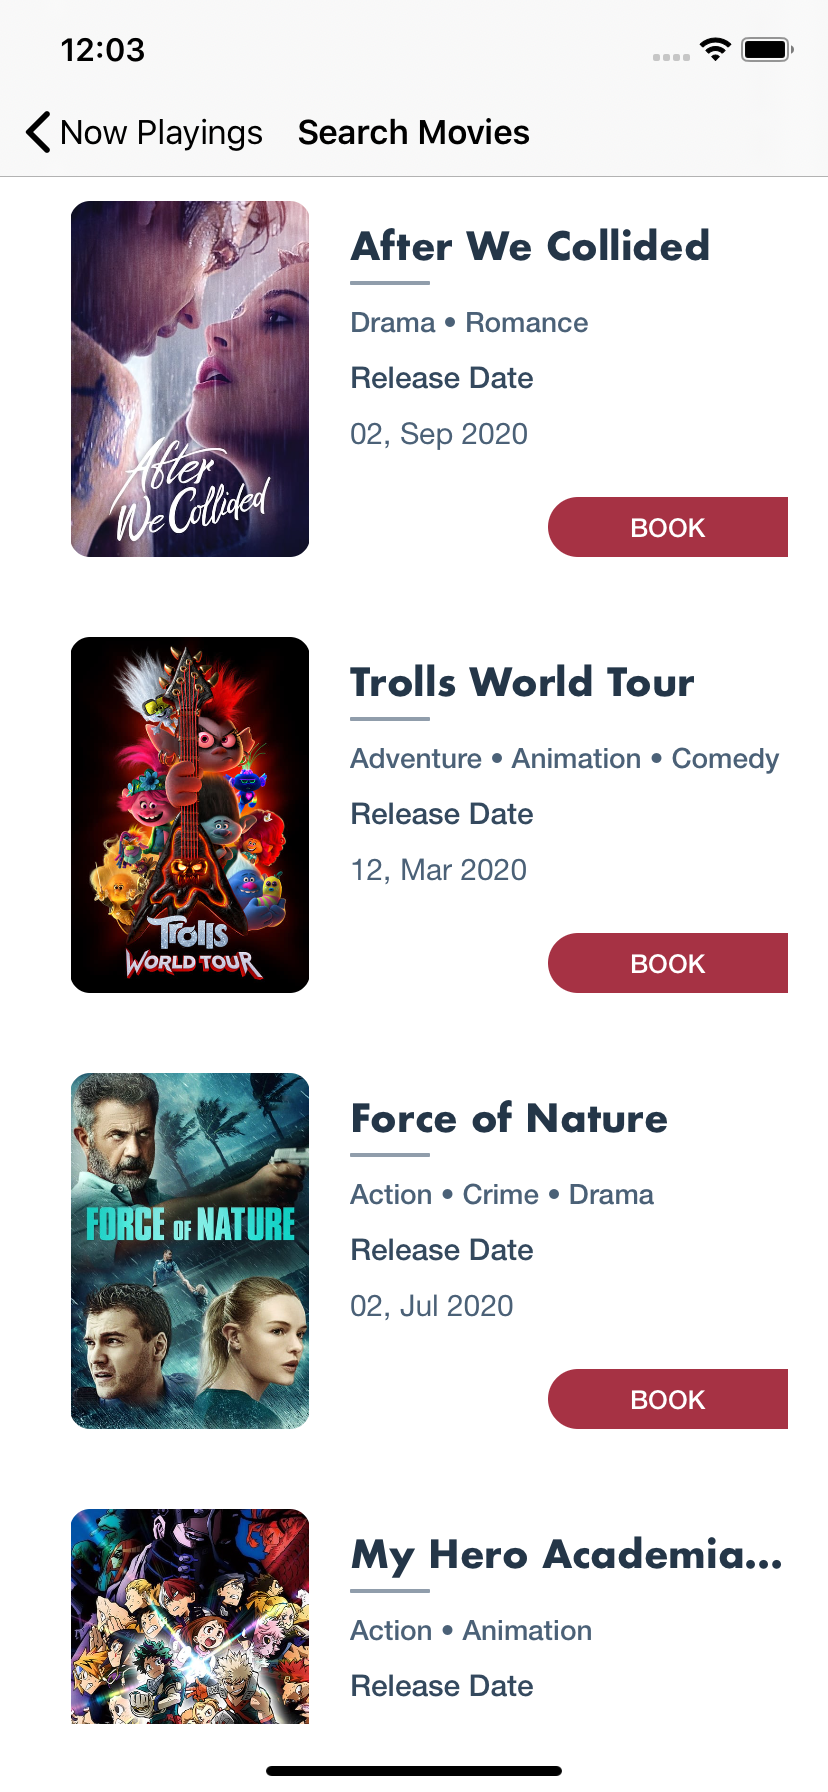 12:03
Now Playings Search Movies
After
We Collided
After We Collided
Drama • Romance
Release Date
02, Sep 2020
BOOK
Trolls
WORLD TOUR
Trolls World Tour
Adventure • Animation • Comedy
Release Date
12, Mar 2020
BOOK
FORCE OF NATURE
Force of Nature
Action • Crime • Drama
Release Date
02, Jul 2020
BOOK
My Hero Academia...
Action • Animation
Release Date